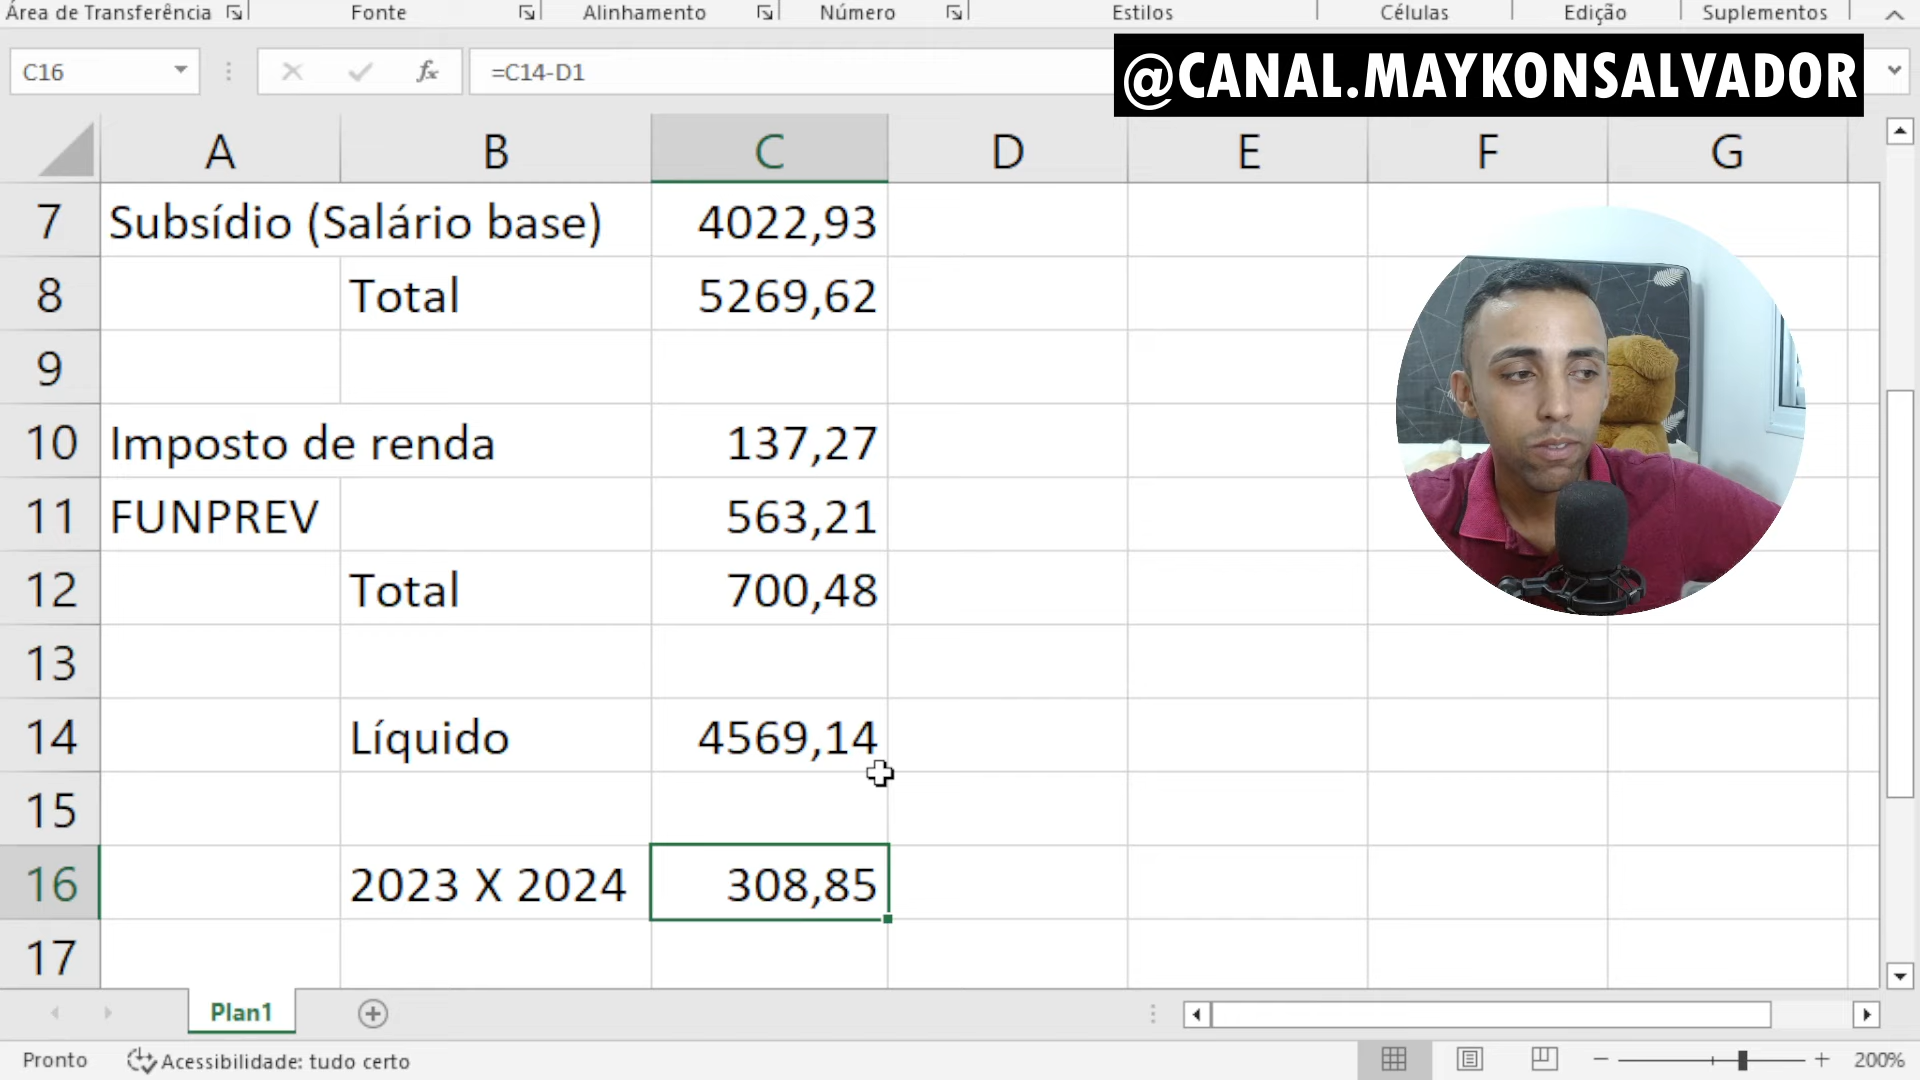 Área de Transferência Fonte Alinhamento Número Estilos Células Edição Suplementos
C16 fx =C14-D1
@CANAL.MAYKONSALVADOR
A B C D E F G
7 Subsídio (Salário base) 4022,93
8 Total 5269,62
9
10 Imposto de renda 137,27
11 FUNPREV 563,21
12 Total 700,48
13
14 Líquido 4569,14
15
16 2023 X 2024 308,85
17
Plan1
Pronto Acessibilidade: tudo certo 200%